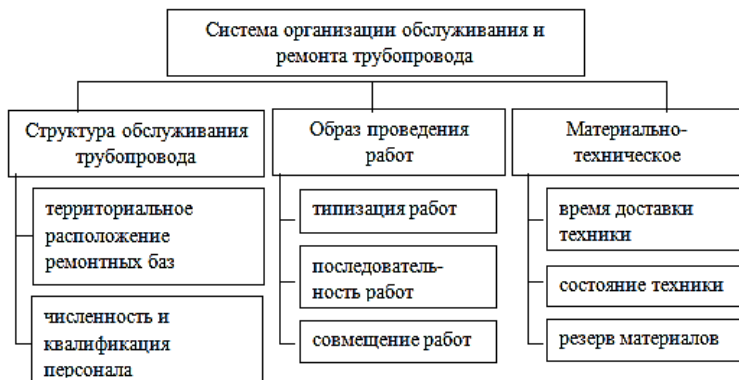 Система организации обслуживания и
ремонта трубопровода
Структура обслуживания
трубопровода
территориальное
расположение
ремонтных баз
численность и
квалификация
персонала
Образ проведения
работ
типизация работ
последователь-
ность работ
совмещение работ
Материально-
техническое
время доставки
техники
состояние техники
резерв материалов